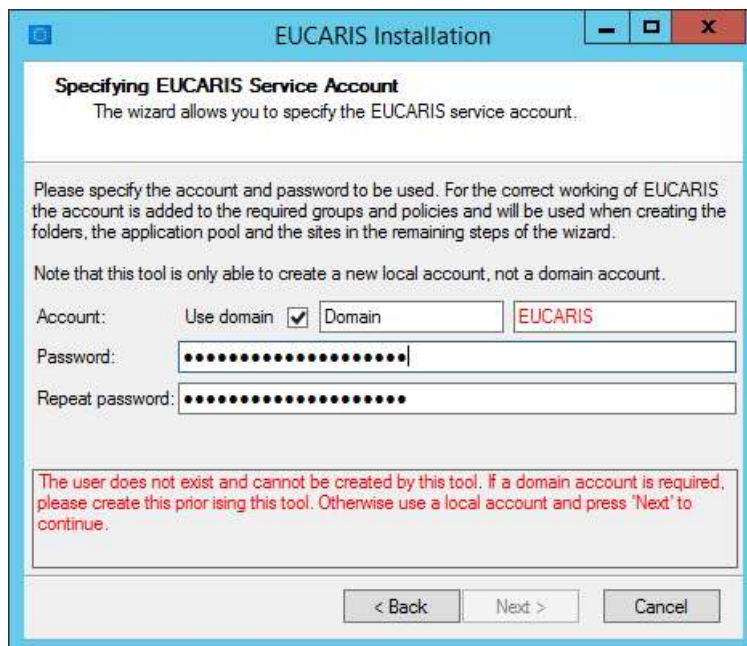 EUCARIS Installation
Specifying EUCARIS Service Account
The wizard allows you to specify the EUCARIS service account.
Please specify the account and password to be used. For the correct working of EUCARIS
the account is added to the required groups and policies and will be used when creating the
folders, the application pool and the sites in the remaining steps of the wizard.
Note that this tool is only able to create a new local account, not a domain account.
Account: Use domain Domain EUCARIS
Password: ●●●●●●●●●●●●●●●●●●●●
Repeat password: ●●●●●●●●●●●●●●●●●●●●
The user does not exist and cannot be created by this tool. If a domain account is required,
please create this prior ising this tool. Otherwise use a local account and press 'Next' to
continue.
< Back Next > Cancel